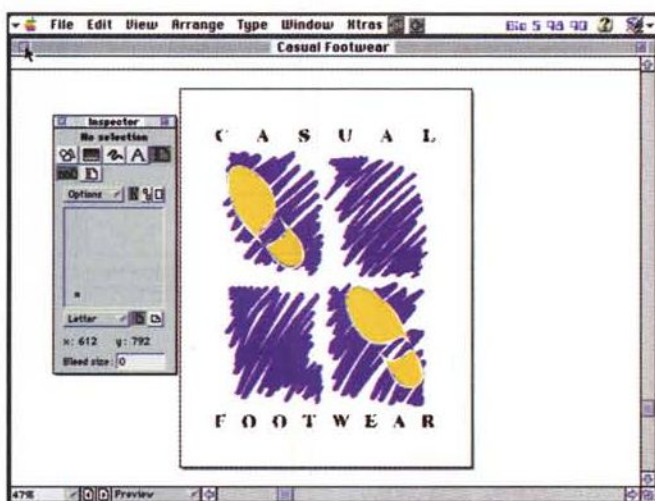 File Edit View Arrange Type Window Xtras
Casual Footwear
Inspector
No selection
Options
Letter
x: 612 y: 792
Bleed size: 0
C A S U A L
F O O T W E A R
47% Preview